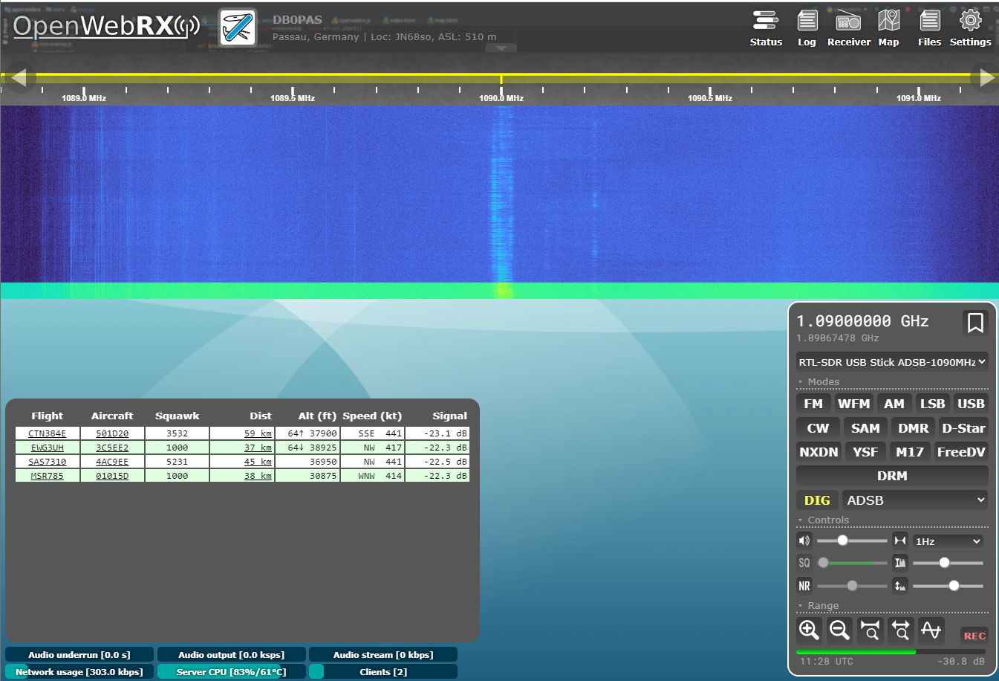 OpenWebRX
DB0PAS
Passau, Germany | Loc: JN68so, ASL: 510 m
Status Log Receiver Map Files Settings
1089.0 MHz 1089.5 MHz 1090.0 MHz 1090.5 MHz 1091.0 MHz
1.09000000 GHz
1.09067478 GHz
RTL-SDR USB Stick ADSB-1090MHz
Modes
FM WFM AM LSB USB
CW SAM DMR D-Star
NXDN YSF M17 FreeDV
DRM
DIG ADSB
Controls
1Hz
SQ
NR
Range
REC
11:28 UTC -30.8 dB
Flight Aircraft Squawk Dist Alt (ft) Speed (kt) Signal
CTN384E 501D20 3532 59 km 64↑ 37900 SSE 441 -23.1 dB
EWG3UH 3C5EE2 1000 37 km 64↓ 38925 NW 417 -22.3 dB
SAS7310 4AC9EE 5231 45 km 36950 NW 441 -22.5 dB
MSR785 01015D 1000 38 km 30875 WNW 414 -22.3 dB
Audio underrun [0.0 s] Audio output [0.0 ksps] Audio stream [0 kbps]
Network usage [303.0 kbps] Server CPU [83%/61°C] Clients [2]